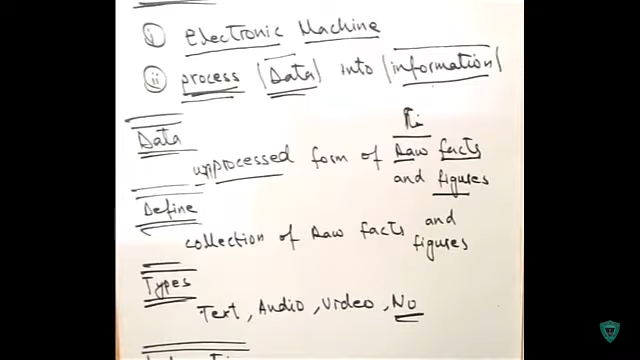 (i) electronic Machine
(ii) process (Data) into (information)
Data
unprocessed form of Raw facts
and figures
Define
collection of Raw facts and
figures
Types
Text, Audio, Video, No